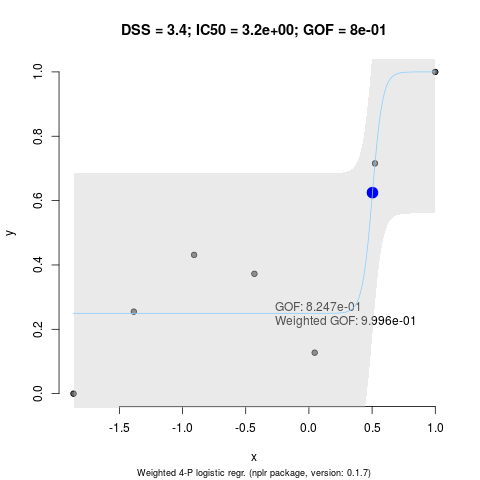 DSS = 3.4; IC50 = 3.2e+00; GOF = 8e-01
1.0
0.8
0.6
0.4
0.2
0.0
y
GOF: 8.247e-01
Weighted GOF: 9.996e-01
-1.5 -1.0 -0.5 0.0 0.5 1.0
x
Weighted 4-P logistic regr. (nplr package, version: 0.1.7)